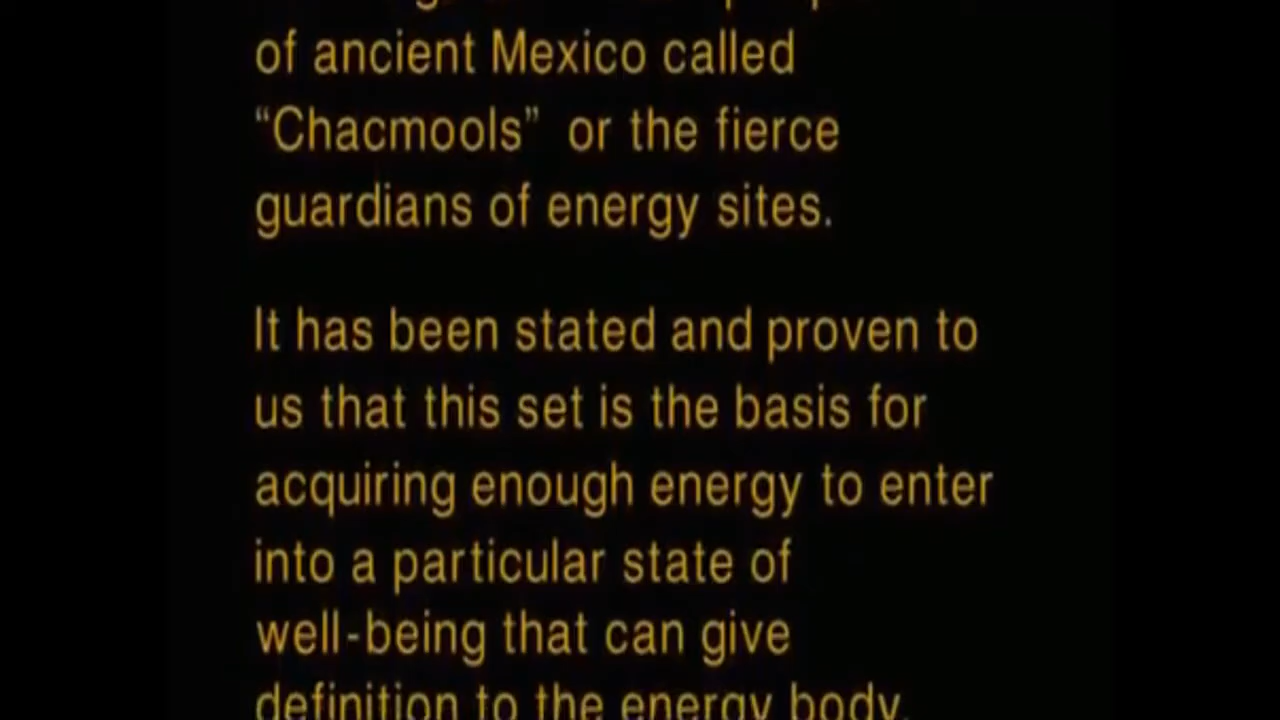 of ancient Mexico called
“Chacmools” or the fierce
guardians of energy sites.
It has been stated and proven to
us that this set is the basis for
acquiring enough energy to enter
into a particular state of
well-being that can give
definition to the energy body.